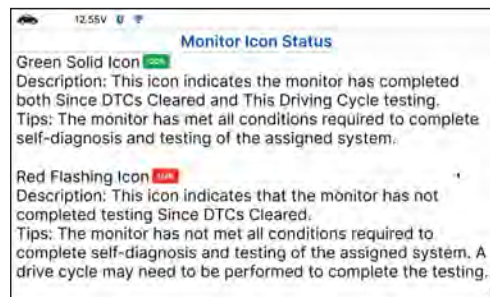 12.55V
Monitor Icon Status
Green Solid Icon
Description: This icon indicates the monitor has completed
both Since DTCs Cleared and This Driving Cycle testing.
Tips: The monitor has met all conditions required to complete
self-diagnosis and testing of the assigned system.
Red Flashing Icon
Description: This icon indicates that the monitor has not
completed testing Since DTCs Cleared.
Tips: The monitor has not met all conditions required to
complete self-diagnosis and testing of the assigned system. A
drive cycle may need to be performed to complete the testing.